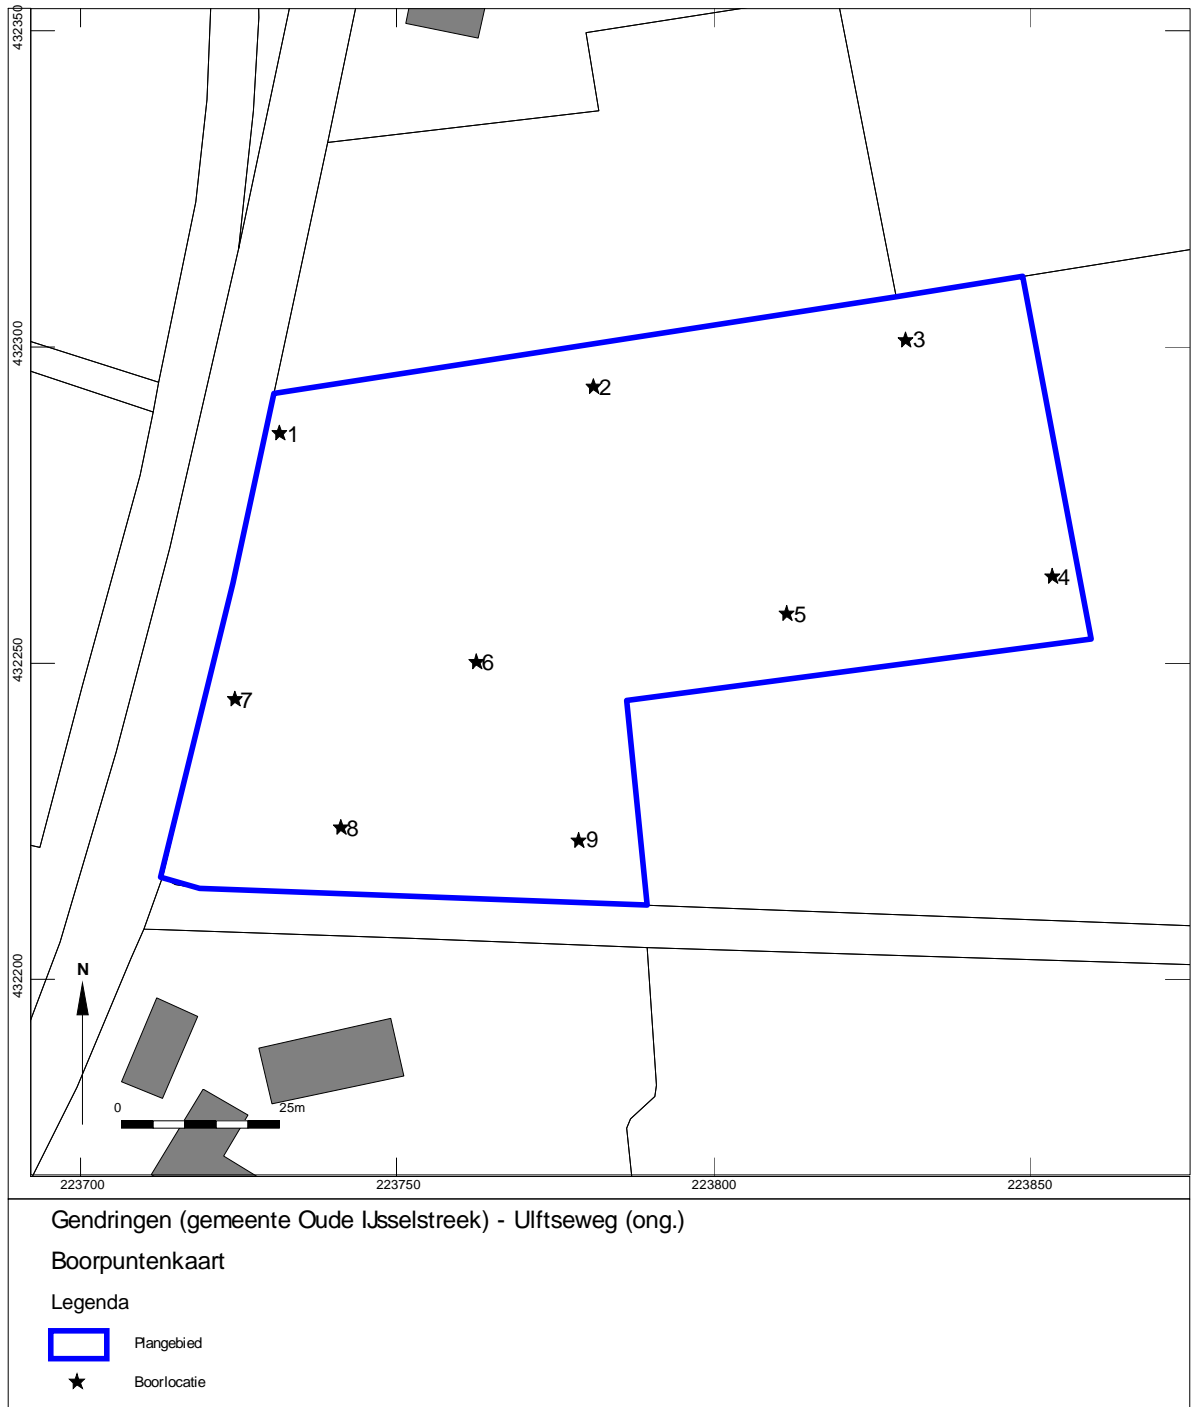 432350
432300
432250
432200
1
2
3
4
5
6
7
8
9
N
0 25m
223700 223750 223800 223850
Gendringen (gemeente Oude IJsselstreek) - Ulftseweg (ong.)
Boorpuntenkaart
Legenda
Plangebied
Boorlocatie